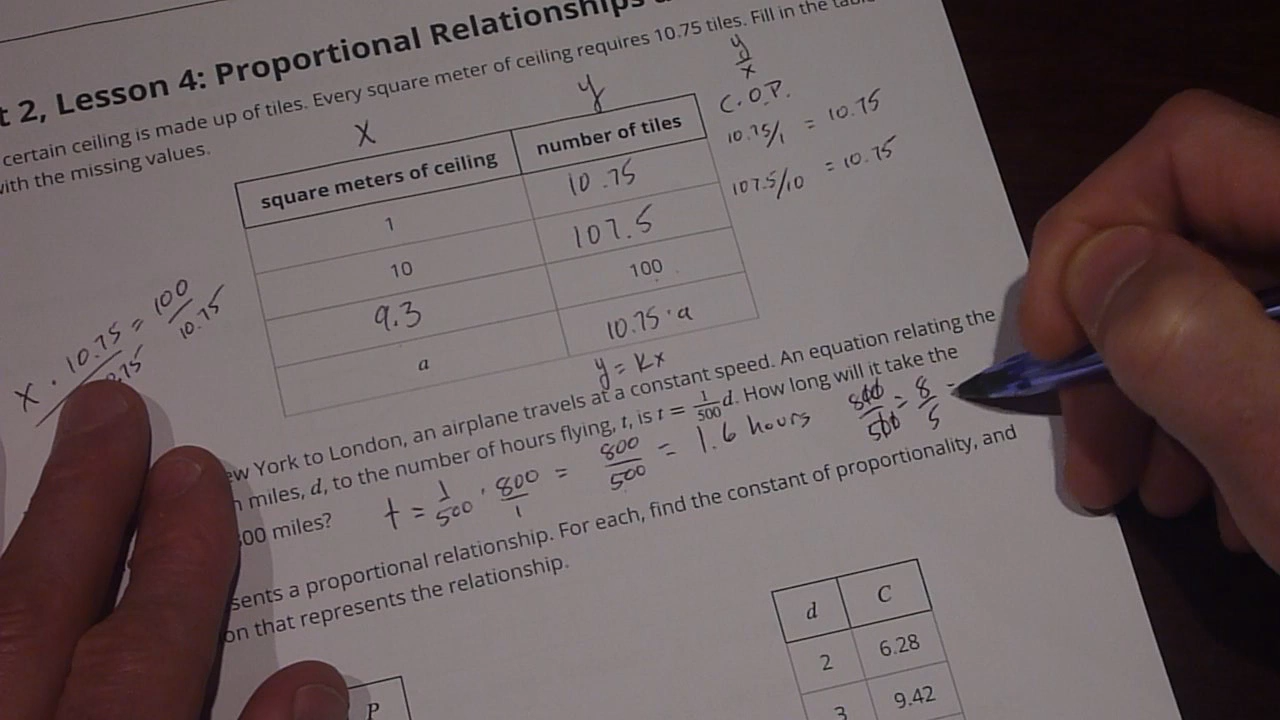 t 2, Lesson 4: Proportional Relationships
certain ceiling is made up of tiles. Every square meter of ceiling requires 10.75 tiles. Fill in the table
with the missing values.
x
y
y
x
C.O.P.
square meters of ceiling number of tiles
1 10.75
10 107.5
9.3 100
a 10.75·a
10.75/1 = 10.75
107.5/10 = 10.75
x · 10.75 = 100
.75 10.75
y = kx
ew York to London, an airplane travels at a constant speed. An equation relating the
miles, d, to the number of hours flying, t, is t = 1/500 d. How long will it take the
00 miles?
t = 1/500 · 800/1 = 800/500 = 1.6 hours
800/500 = 8/5 =
sents a proportional relationship. For each, find the constant of proportionality, and
on that represents the relationship.
d C
2 6.28
3 9.42
P